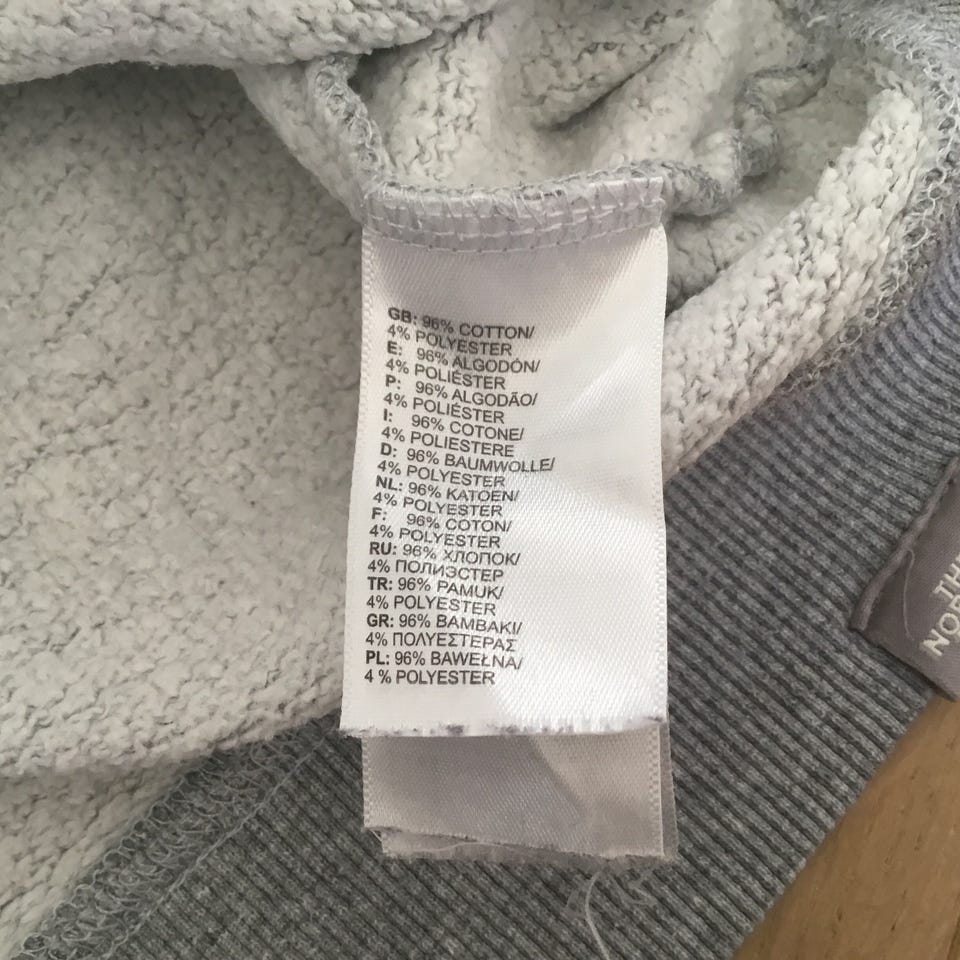 GB: 96% COTTON/
4% POLYESTER
E: 96% ALGODÓN/
4% POLIÉSTER
P: 96% ALGODÃO/
4% POLIÉSTER
I: 96% COTONE/
4% POLIESTERE
D: 96% BAUMWOLLE/
4% POLYESTER
NL: 96% KATOEN/
4% POLYESTER
F: 96% COTON/
4% POLYESTER
RU: 96% ХЛОПОК/
4% ПОЛИЭСТЕР
TR: 96% PAMUK/
4% POLYESTER
GR: 96% ΒΑΜΒΑΚΙ/
4% ΠΟΛΥΕΣΤΕΡΑΣ
PL: 96% BAWEŁNA/
4 % POLYESTER